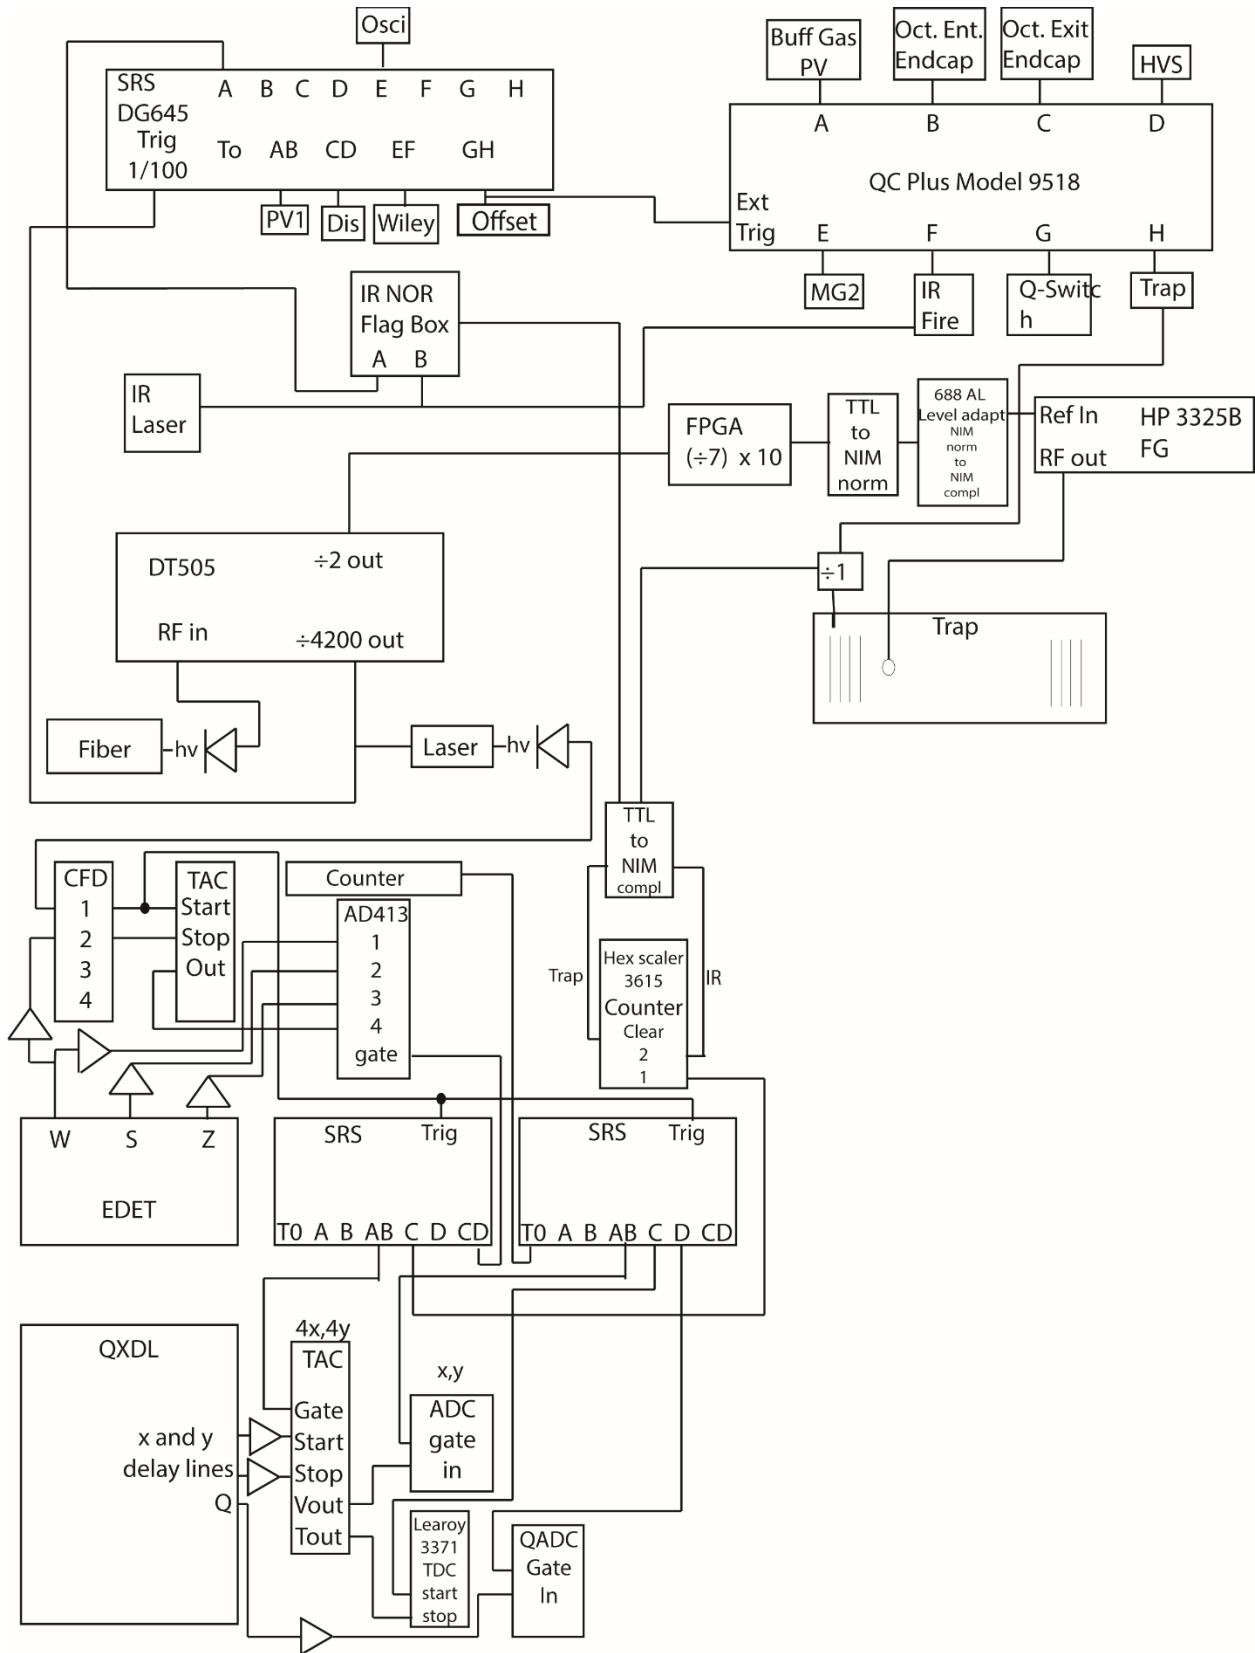 Osci
SRS
DG645
Trig
1/100
A B C D E F G H
To AB CD EF GH
PV1
Dis
Wiley
Offset
Buff Gas
PV
Oct. Ent.
Endcap
Oct. Exit
Endcap
HVS
A B C D
QC Plus Model 9518
Ext
Trig
E F G H
MG2
IR
Fire
Q-Switc
h
Trap
IR NOR
Flag Box
A B
IR
Laser
FPGA
(÷7) x 10
TTL
to
NIM
norm
688 AL
Level adapt
NIM
norm
to
NIM
compl
Ref In
RF out
HP 3325B
FG
DT505
÷2 out
RF in
÷4200 out
÷1
Trap
Fiber
hv
Laser
hv
TTL
to
NIM
compl
CFD
1
2
3
4
TAC
Start
Stop
Out
Counter
AD413
1
2
3
4
gate
Trap
IR
Hex scaler
3615
Counter
Clear
2
1
W S Z
EDET
SRS Trig
T0 A B AB C D CD
SRS Trig
T0 A B AB C D CD
QXDL
x and y
delay lines
Q
4x,4y
TAC
Gate
Start
Stop
Vout
Tout
x,y
ADC
gate
in
Learoy
3371
TDC
start
stop
QADC
Gate
In